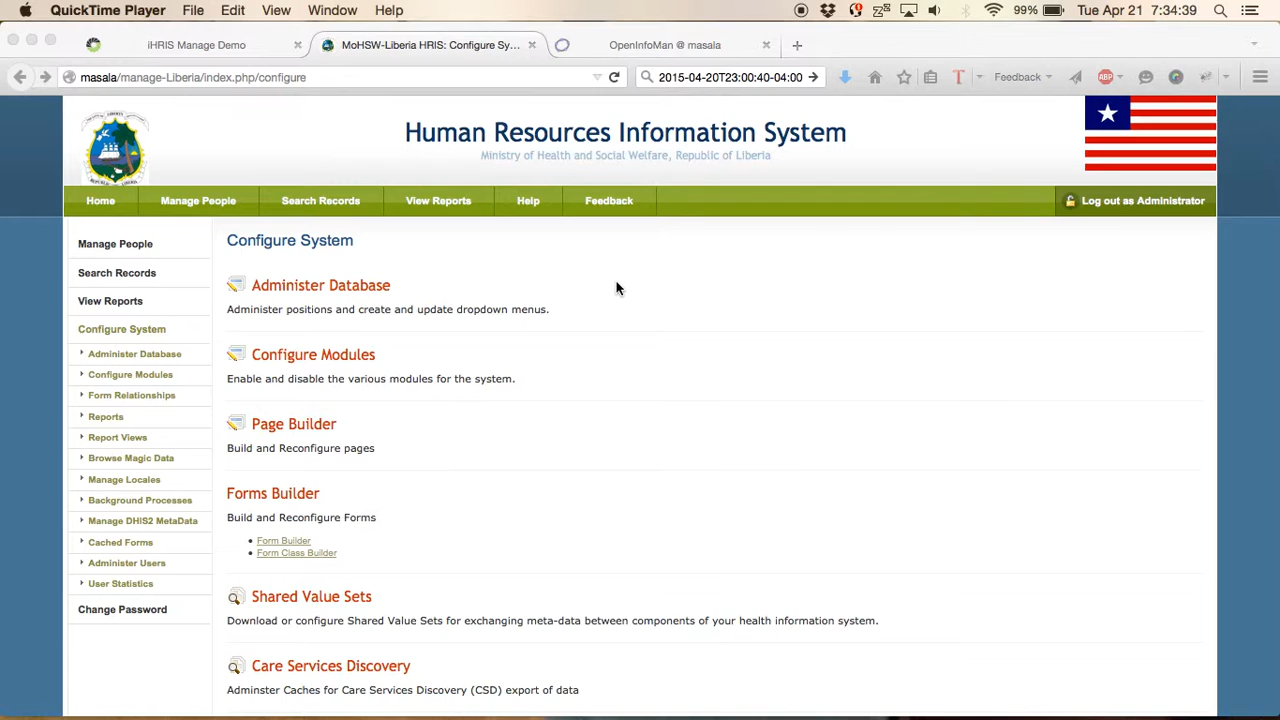 QuickTime Player File Edit View Window Help 99% Tue Apr 21 7:34:39
iHRIS Manage Demo × MoHSW-Liberia HRIS: Configure Sy... × OpenInfoMan @ masala × +
masala/manage-Liberia/index.php/configure 2015-04-20T23:00:40-04:00 Feedback ABP
Human Resources Information System
Ministry of Health and Social Welfare, Republic of Liberia
Home Manage People Search Records View Reports Help Feedback Log out as Administrator
Manage People
Search Records
View Reports
Configure System
Administer Database
Configure Modules
Form Relationships
Reports
Report Views
Browse Magic Data
Manage Locales
Background Processes
Manage DHIS2 MetaData
Cached Forms
Administer Users
User Statistics
Change Password
Configure System
Administer Database
Administer positions and create and update dropdown menus.
Configure Modules
Enable and disable the various modules for the system.
Page Builder
Build and Reconfigure pages
Forms Builder
Build and Reconfigure Forms
Form Builder
Form Class Builder
Shared Value Sets
Download or configure Shared Value Sets for exchanging meta-data between components of your health information system.
Care Services Discovery
Adminster Caches for Care Services Discovery (CSD) export of data